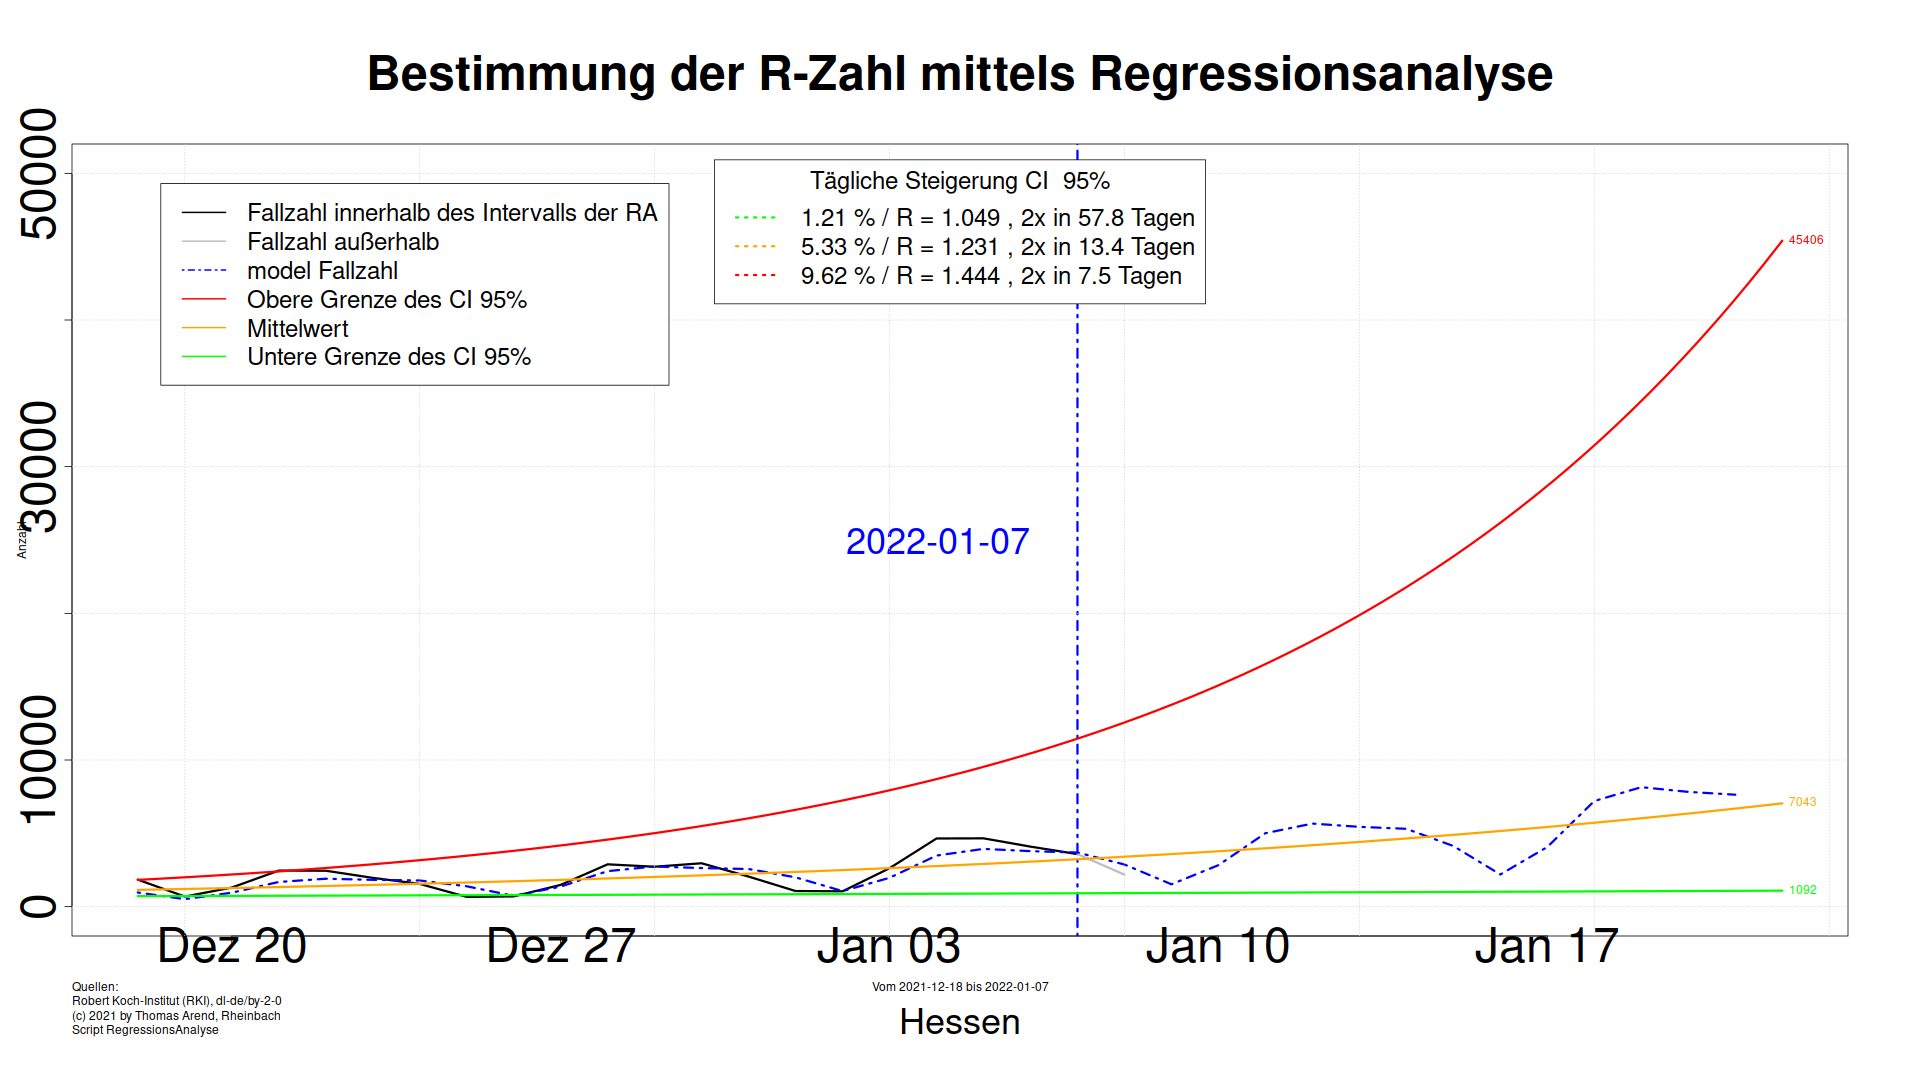 Bestimmung der R-Zahl mittels Regressionsanalyse
50000
30000
10000
0
Anzahl
Fallzahl innerhalb des Intervalls der RA
Fallzahl außerhalb
model Fallzahl
Obere Grenze des CI 95%
Mittelwert
Untere Grenze des CI 95%
Tägliche Steigerung CI 95%
1.21 % / R = 1.049 , 2x in 57.8 Tagen
5.33 % / R = 1.231 , 2x in 13.4 Tagen
9.62 % / R = 1.444 , 2x in 7.5 Tagen
45406
2022-01-07
7043
1092
Dez 20 Dez 27 Jan 03 Jan 10 Jan 17
Quellen:
Robert Koch-Institut (RKI), dl-de/by-2-0
(c) 2021 by Thomas Arend, Rheinbach
Script RegressionsAnalyse
Vom 2021-12-18 bis 2022-01-07
Hessen